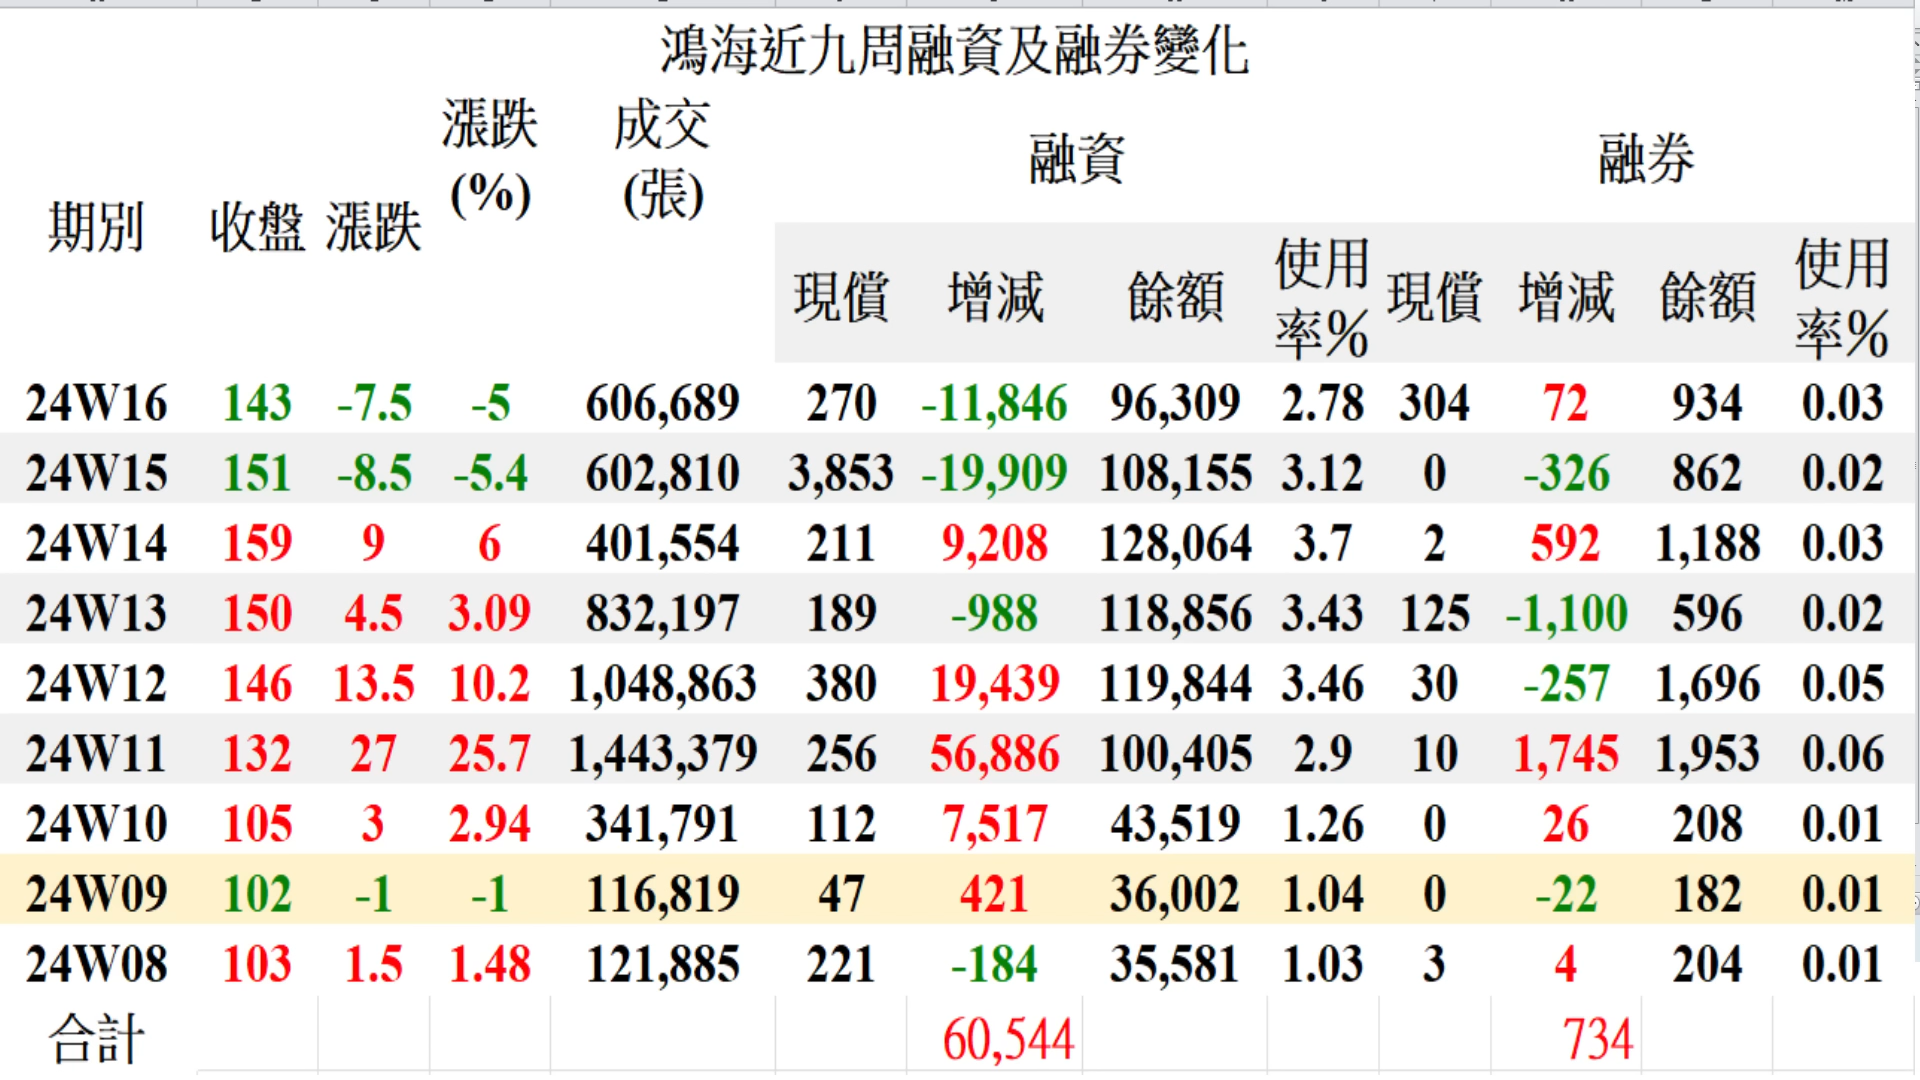 鴻海近九周融資及融券變化
期別 收盤 漲跌 漲跌(%) 成交(張) 融資 融券
現償 增減 餘額 使用率% 現償 增減 餘額 使用率%
24W16 143 -7.5 -5 606,689 270 -11,846 96,309 2.78 304 72 934 0.03
24W15 151 -8.5 -5.4 602,810 3,853 -19,909 108,155 3.12 0 -326 862 0.02
24W14 159 9 6 401,554 211 9,208 128,064 3.7 2 592 1,188 0.03
24W13 150 4.5 3.09 832,197 189 -988 118,856 3.43 125 -1,100 596 0.02
24W12 146 13.5 10.2 1,048,863 380 19,439 119,844 3.46 30 -257 1,696 0.05
24W11 132 27 25.7 1,443,379 256 56,886 100,405 2.9 10 1,745 1,953 0.06
24W10 105 3 2.94 341,791 112 7,517 43,519 1.26 0 26 208 0.01
24W09 102 -1 -1 116,819 47 421 36,002 1.04 0 -22 182 0.01
24W08 103 1.5 1.48 121,885 221 -184 35,581 1.03 3 4 204 0.01
合計 60,544 734